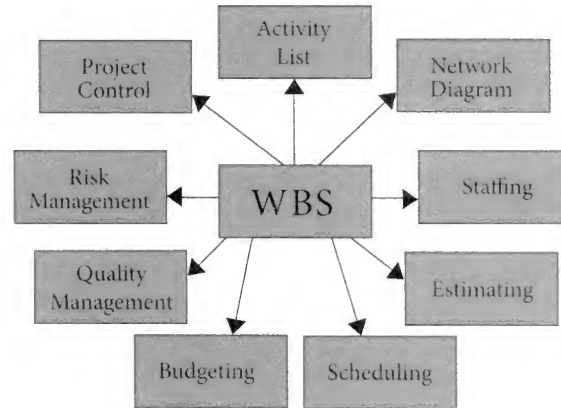 Activity
List
Project
Control
Network
Diagram
Risk
Management
WBS
Staffing
Quality
Management
Estimating
Budgeting
Scheduling